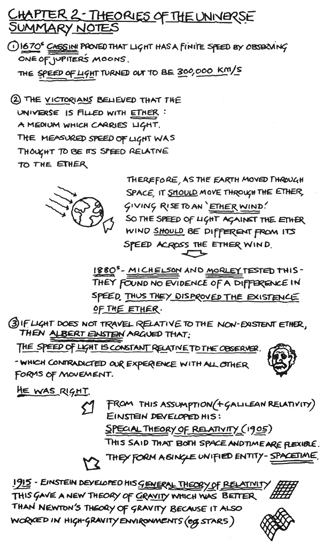 CHAPTER 2 - THEORIES OF THE UNIVERSE
SUMMARY NOTES
① 1670s CASSINI PROVED THAT LIGHT HAS A FINITE SPEED BY OBSERVING
ONE OF JUPITER'S MOONS.
THE SPEED OF LIGHT TURNED OUT TO BE 300,000 KM/S
② THE VICTORIANS BELIEVED THAT THE
UNIVERSE IS FILLED WITH ETHER :
A MEDIUM WHICH CARRIES LIGHT.
THE MEASURED SPEED OF LIGHT WAS
THOUGHT TO BE ITS SPEED RELATIVE
TO THE ETHER
THEREFORE, AS THE EARTH MOVED THROUGH
SPACE, IT SHOULD MOVE THROUGH THE ETHER,
GIVING RISE TO AN 'ETHER WIND'.
SO THE SPEED OF LIGHT AGAINST THE ETHER
WIND SHOULD BE DIFFERENT FROM ITS
SPEED ACROSS THE ETHER WIND.
1880s - MICHELSON AND MORLEY TESTED THIS -
THEY FOUND NO EVIDENCE OF A DIFFERENCE IN
SPEED, THUS THEY DISPROVED THE EXISTENCE
OF THE ETHER.
③ IF LIGHT DOES NOT TRAVEL RELATIVE TO THE NON-EXISTENT ETHER,
THEN ALBERT EINSTEIN ARGUED THAT:
THE SPEED OF LIGHT IS CONSTANT RELATIVE TO THE OBSERVER.
- WHICH CONTRADICTED OUR EXPERIENCE WITH ALL OTHER
FORMS OF MOVEMENT.
HE WAS RIGHT.
FROM THIS ASSUMPTION (+ GALILEAN RELATIVITY)
EINSTEIN DEVELOPED HIS :
SPECIAL THEORY OF RELATIVITY (1905)
THIS SAID THAT BOTH SPACE AND TIME ARE FLEXIBLE.
THEY FORM A SINGLE UNIFIED ENTITY - SPACETIME.
1915 - EINSTEIN DEVELOPED HIS GENERAL THEORY OF RELATIVITY
THIS GAVE A NEW THEORY OF GRAVITY WHICH WAS BETTER
THAN NEWTON'S THEORY OF GRAVITY BECAUSE IT ALSO
WORKED IN HIGH-GRAVITY ENVIRONMENTS (eg. STARS)